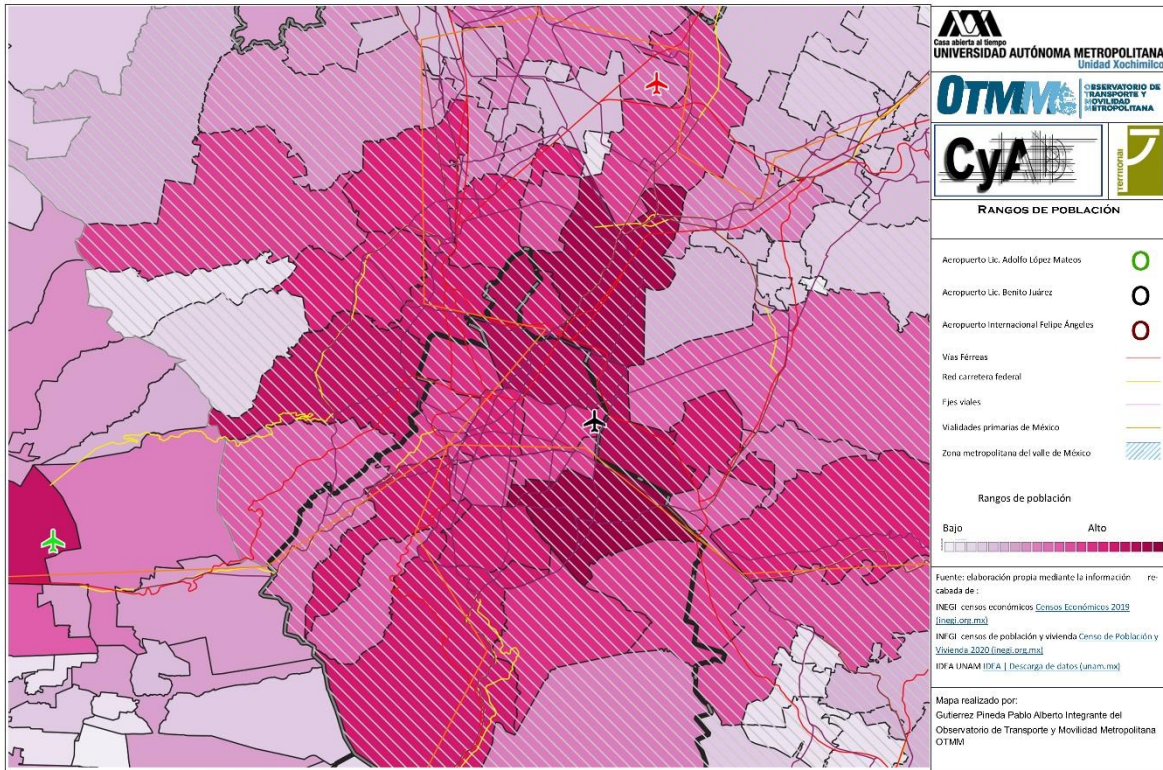 Casa abierta al tiempo
UNIVERSIDAD AUTÓNOMA METROPOLITANA
Unidad Xochimilco
OTMM
OBSERVATORIO DE
TRANSPORTE Y
MOVILIDAD
METROPOLITANA
CyAD
Territorial
RANGOS DE POBLACIÓN
Aeropuerto Lic. Adolfo López Mateos
Aeropuerto Lic. Benito Juárez
Aeropuerto Internacional Felipe Ángeles
Vías Férreas
Red carretera federal
Ejes viales
Vialidades primarias de México
Zona metropolitana del valle de México
Rangos de población
Bajo Alto
Fuente: elaboración propia mediante la información re-
cabada de :
INEGI censos económicos Censos Económicos 2019
(inegi.org.mx)
INEGI censos de población y vivienda Censo de Población y
Vivienda 2020 (inegi.org.mx)
IDEA UNAM IDEA | Descarga de datos (unam.mx)
Mapa realizado por:
Gutierrez Pineda Pablo Alberto Integrante del
Observatorio de Transporte y Movilidad Metropolitana
OTMM